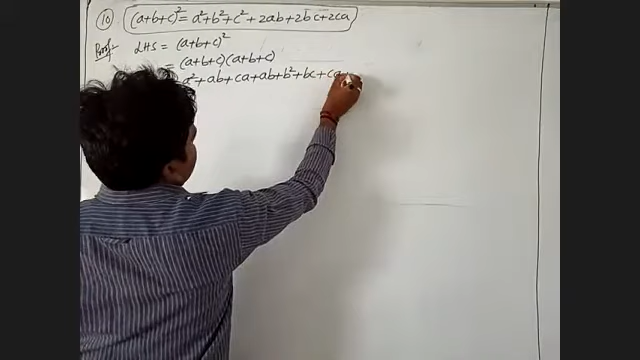 (10) (a+b+c)² = a²+b²+c²+2ab+2bc+2ca
Proof:- LHS = (a+b+c)²
= (a+b+c)(a+b+c)
a²+ab+ca+ab+b²+bc+ca+